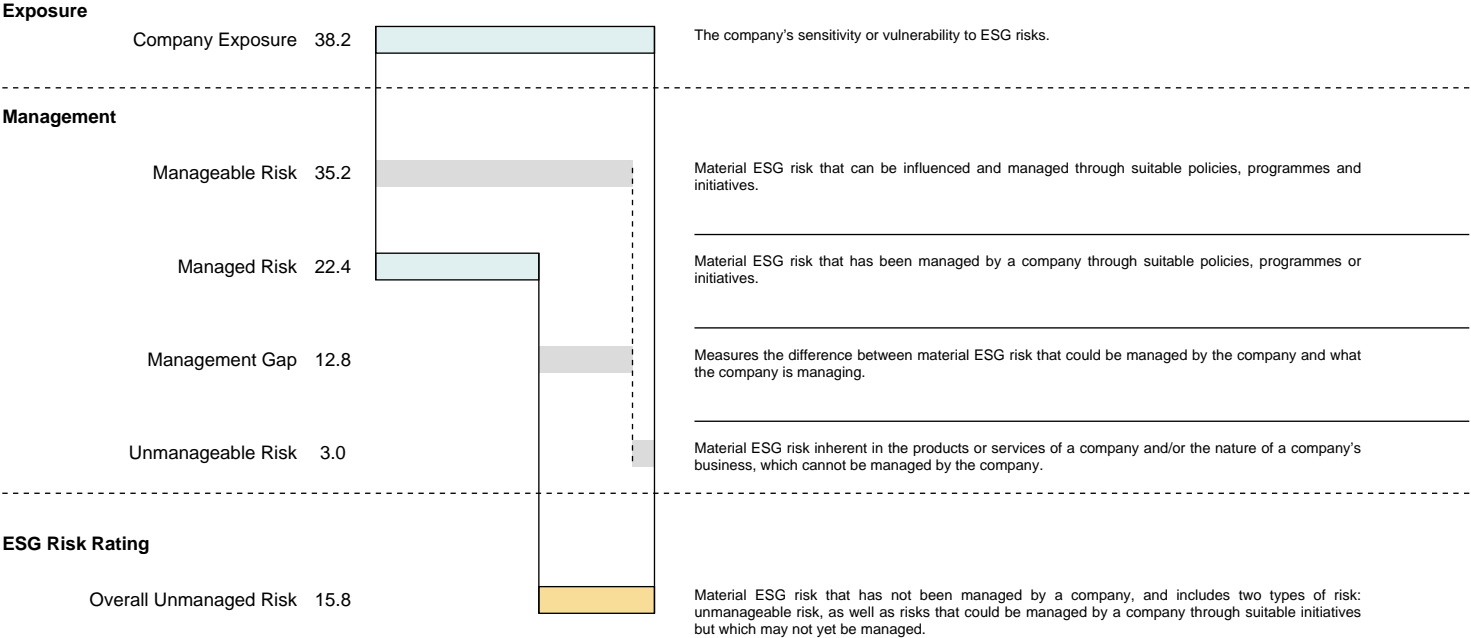 Exposure
Company Exposure 38.2
The company’s sensitivity or vulnerability to ESG risks.
Management
Manageable Risk 35.2
Material ESG risk that can be influenced and managed through suitable policies, programmes and
initiatives.
Managed Risk 22.4
Material ESG risk that has been managed by a company through suitable policies, programmes or
initiatives.
Management Gap 12.8
Measures the difference between material ESG risk that could be managed by the company and what
the company is managing.
Unmanageable Risk 3.0
Material ESG risk inherent in the products or services of a company and/or the nature of a company’s
business, which cannot be managed by the company.
ESG Risk Rating
Overall Unmanaged Risk 15.8
Material ESG risk that has not been managed by a company, and includes two types of risk:
unmanageable risk, as well as risks that could be managed by a company through suitable initiatives
but which may not yet be managed.